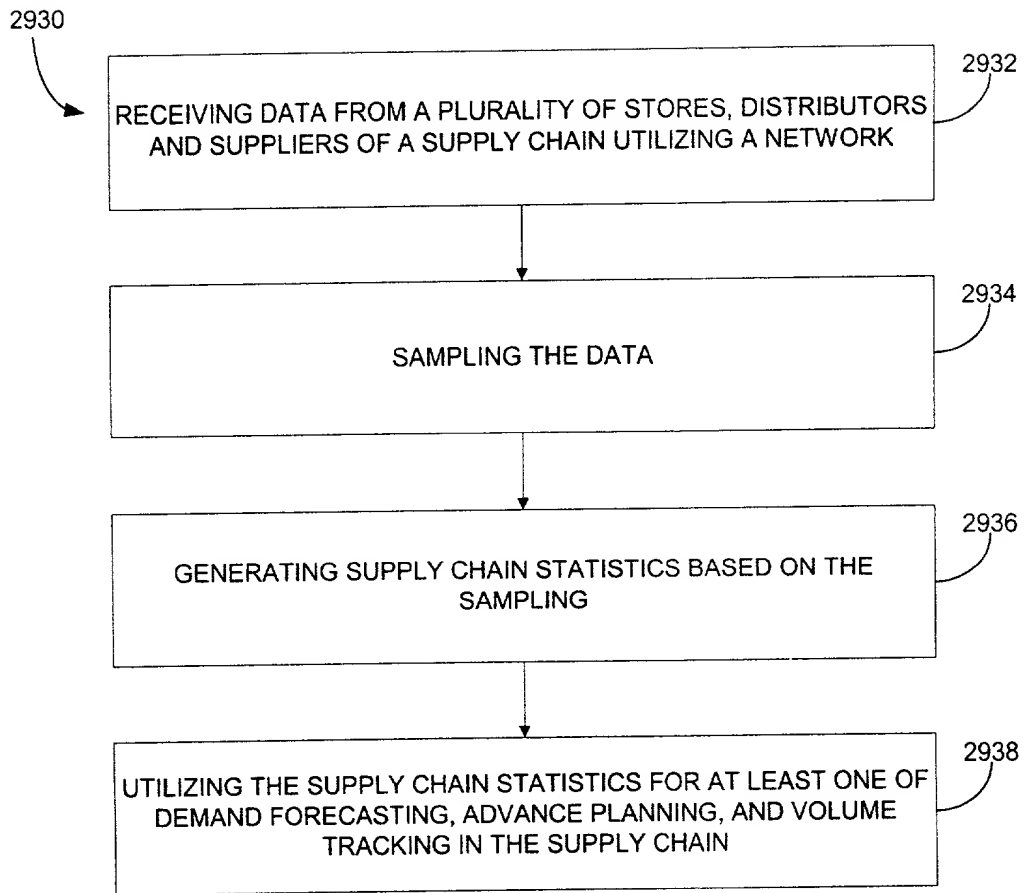 2930
2932
RECEIVING DATA FROM A PLURALITY OF STORES, DISTRIBUTORS
AND SUPPLIERS OF A SUPPLY CHAIN UTILIZING A NETWORK
2934
SAMPLING THE DATA
2936
GENERATING SUPPLY CHAIN STATISTICS BASED ON THE
SAMPLING
2938
UTILIZING THE SUPPLY CHAIN STATISTICS FOR AT LEAST ONE OF
DEMAND FORECASTING, ADVANCE PLANNING, AND VOLUME
TRACKING IN THE SUPPLY CHAIN